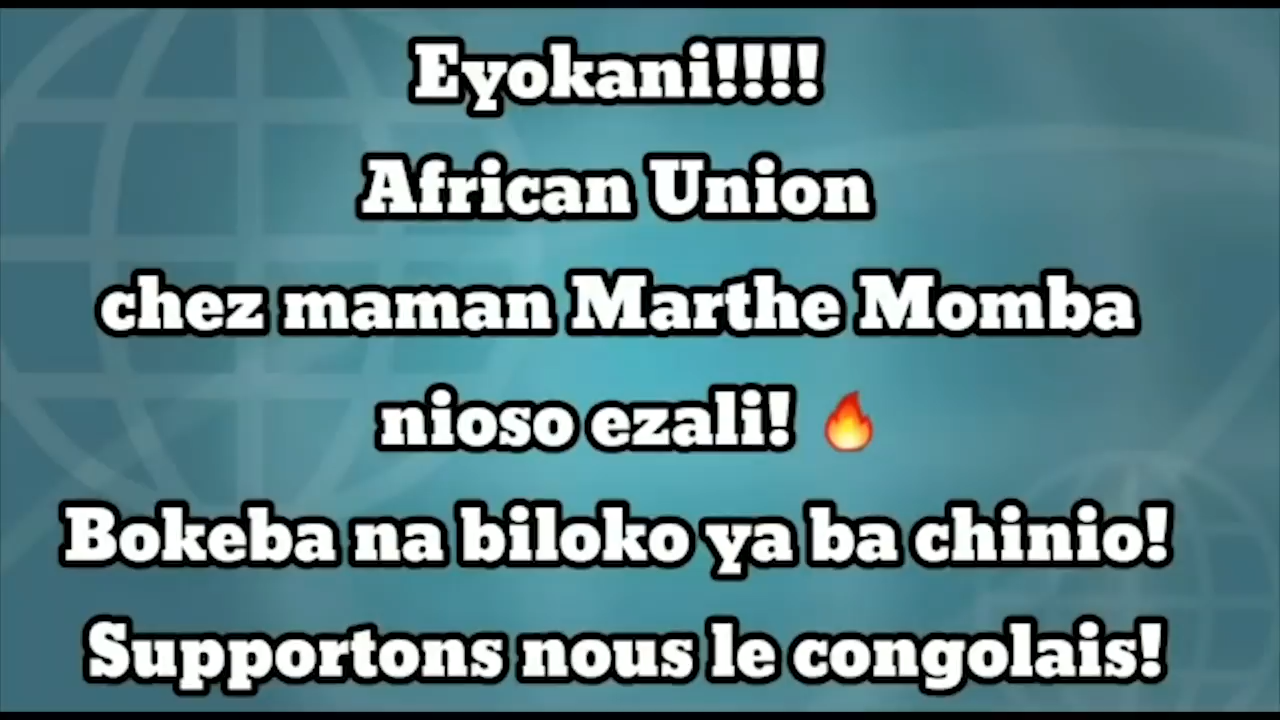 Eyokani!!!!
African Union
chez maman Marthe Momba
nioso ezali! 🔥
Bokeba na biloko ya ba chinio!
Supportons nous le congolais!